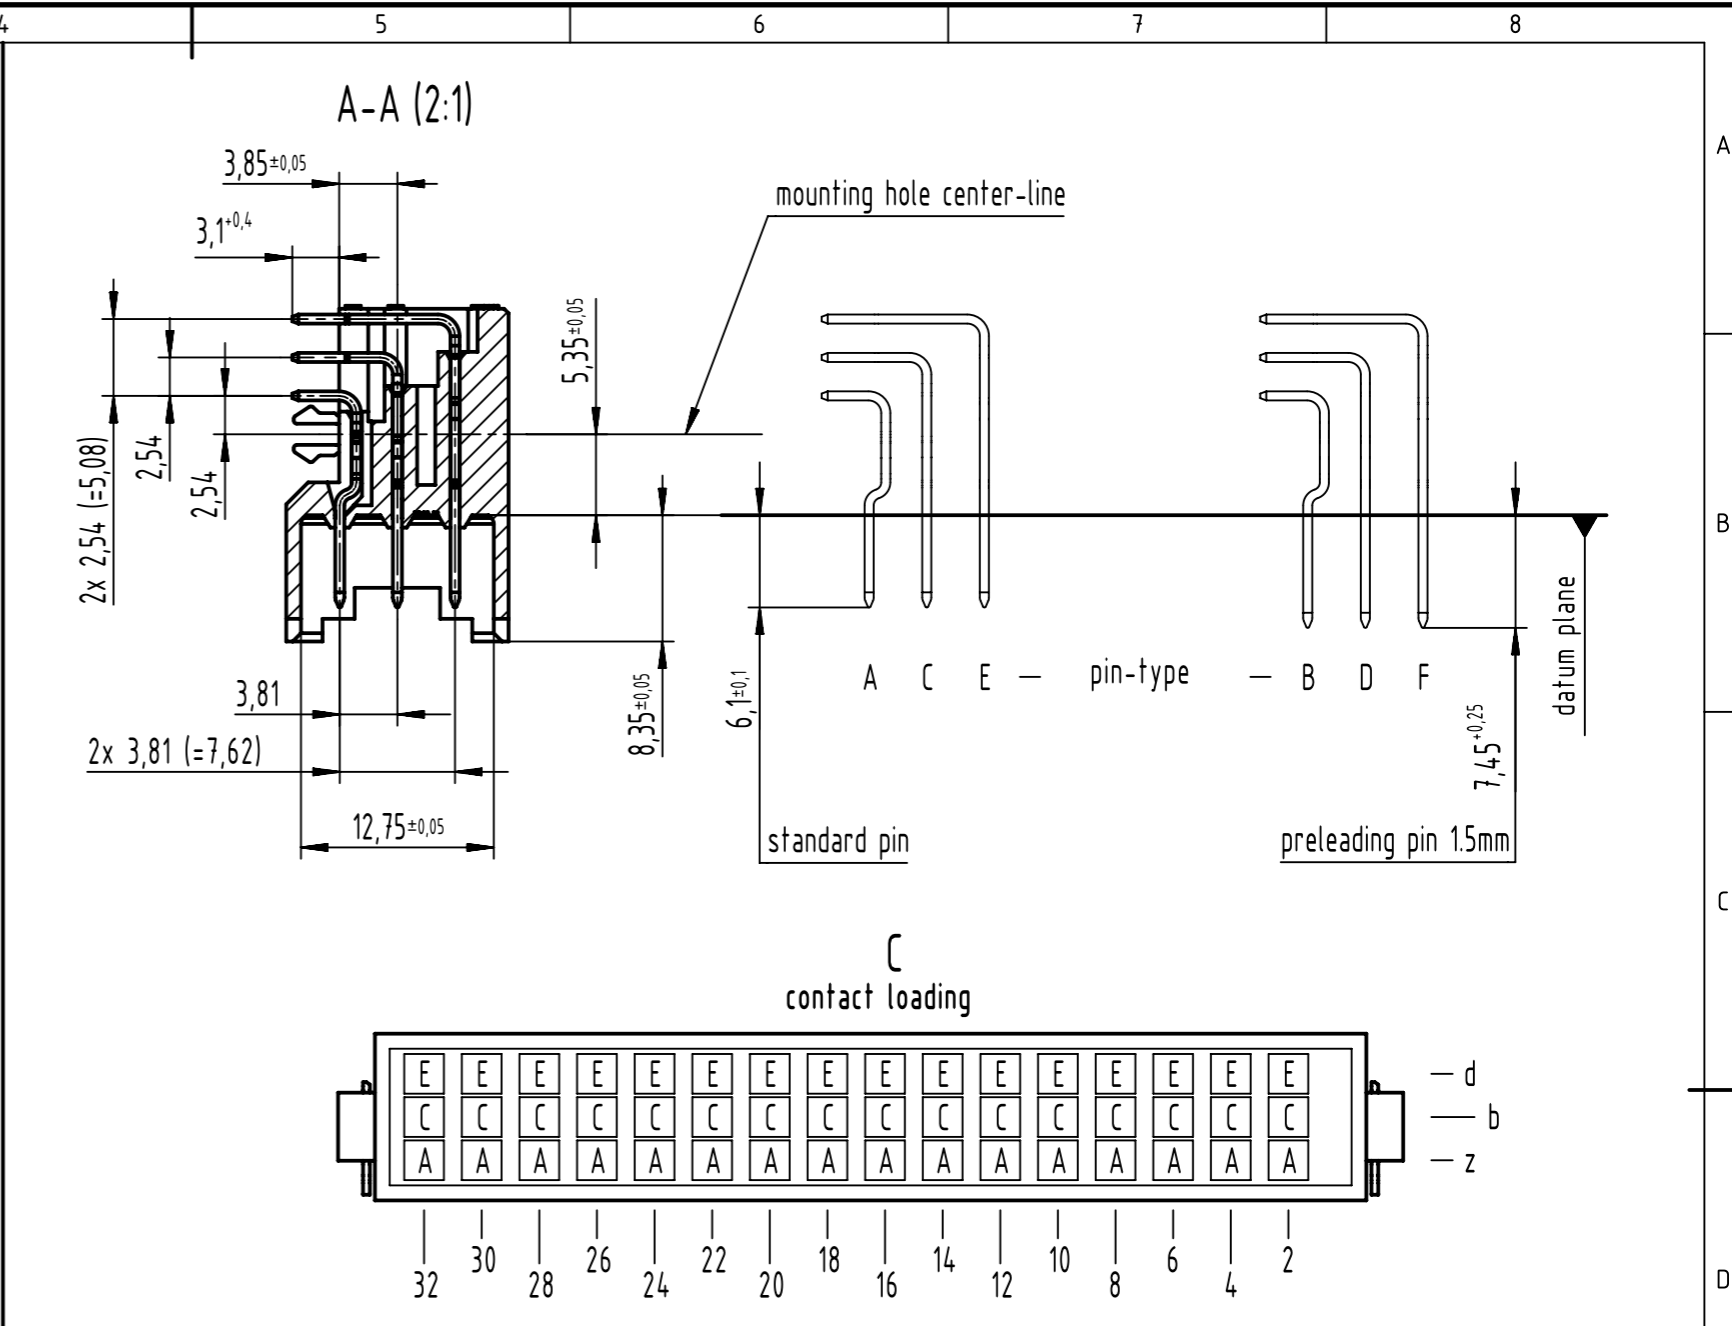 4 5 6 7 8
A-A (2:1)
A
3,85±0,05
mounting hole center-line
3,1+0,4
5,35±0,05
2x 2,54 (=5,08)
2,54
2,54
B
datum plane
A C E — pin-type — B D F
3,81
8,35±0,05
6,1±0,1
7,45+0,25
2x 3,81 (=7,62)
12,75±0,05
standard pin
preleading pin 1.5mm
C
C
contact loading
E E E E E E E E E E E E E E E E — d
C C C C C C C C C C C C C C C C — b
A A A A A A A A A A A A A A A A — z
30 26 22 18 14 10 6 2
32 28 24 20 16 12 8 4
D